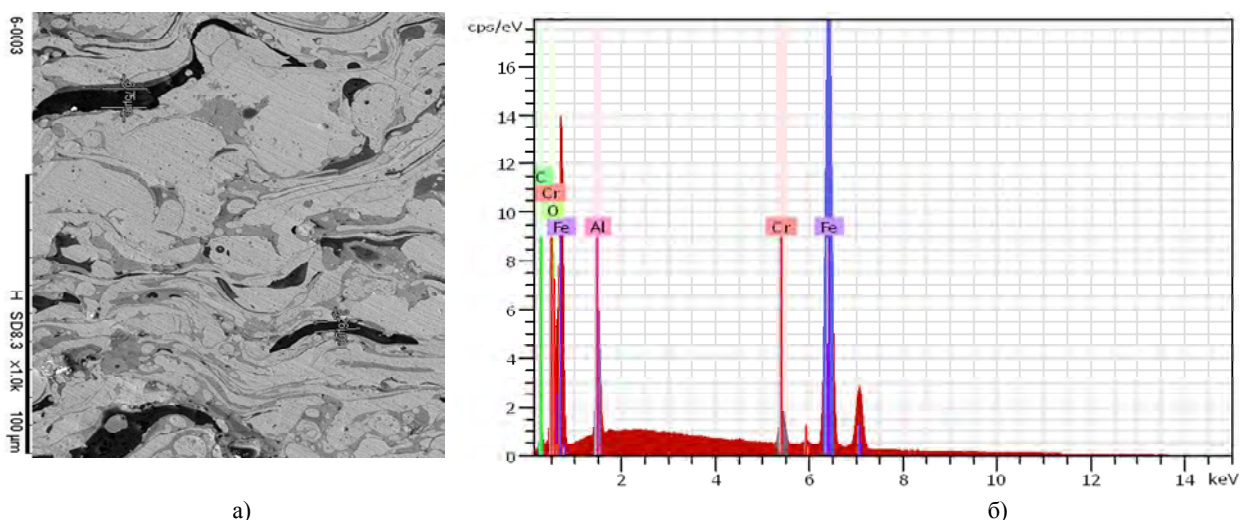 6-0003
H SD8.3 x1.0k 100 µm
cps/eV
16
14
12
10
8
6
4
2
0
C
Cr
O
Fe
Al
Cr
Fe
2 4 6 8 10 12 14 keV
а)
б)